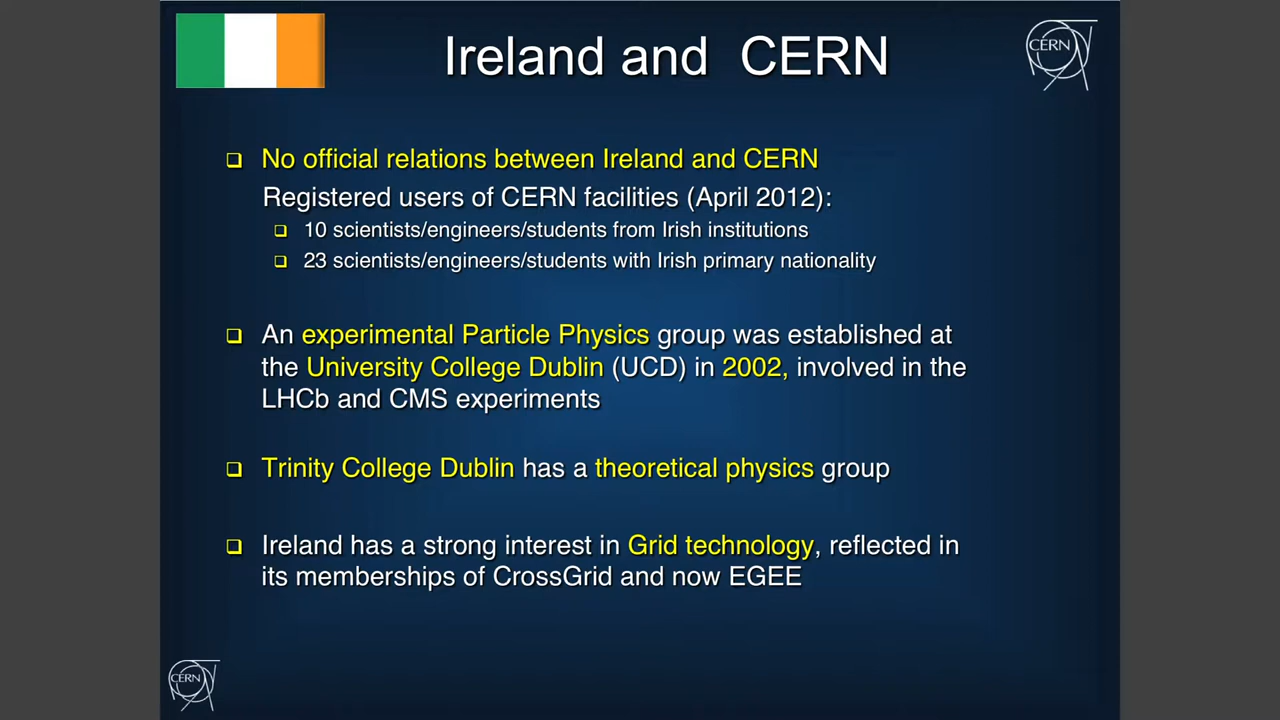 Ireland and CERN
CERN
No official relations between Ireland and CERN
Registered users of CERN facilities (April 2012):
10 scientists/engineers/students from Irish institutions
23 scientists/engineers/students with Irish primary nationality
An experimental Particle Physics group was established at
the University College Dublin (UCD) in 2002, involved in the
LHCb and CMS experiments
Trinity College Dublin has a theoretical physics group
Ireland has a strong interest in Grid technology, reflected in
its memberships of CrossGrid and now EGEE
CERN